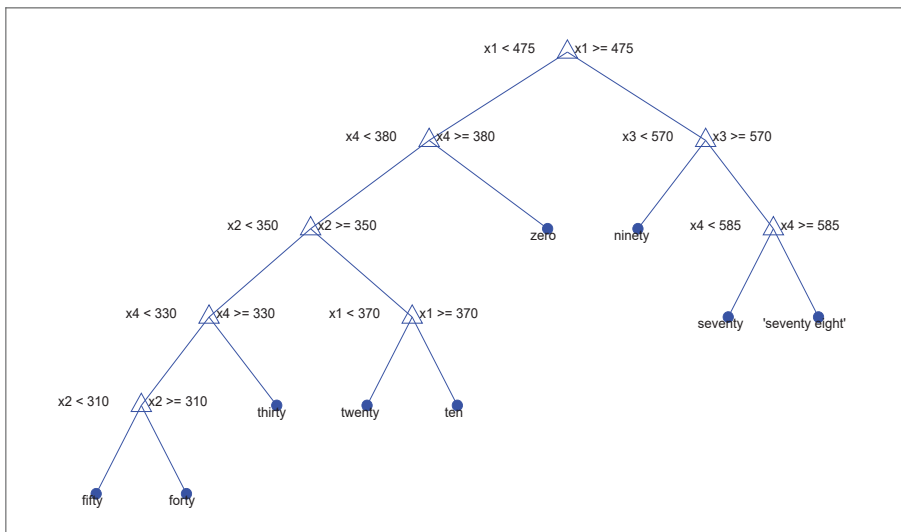 x1 < 475 x1 >= 475
x4 < 380 x4 >= 380 x3 < 570 x3 >= 570
x2 < 350 x2 >= 350 zero ninety x4 < 585 x4 >= 585
x4 < 330 x4 >= 330 x1 < 370 x1 >= 370 seventy 'seventy eight'
x2 < 310 x2 >= 310 thirty twenty ten
fifty forty